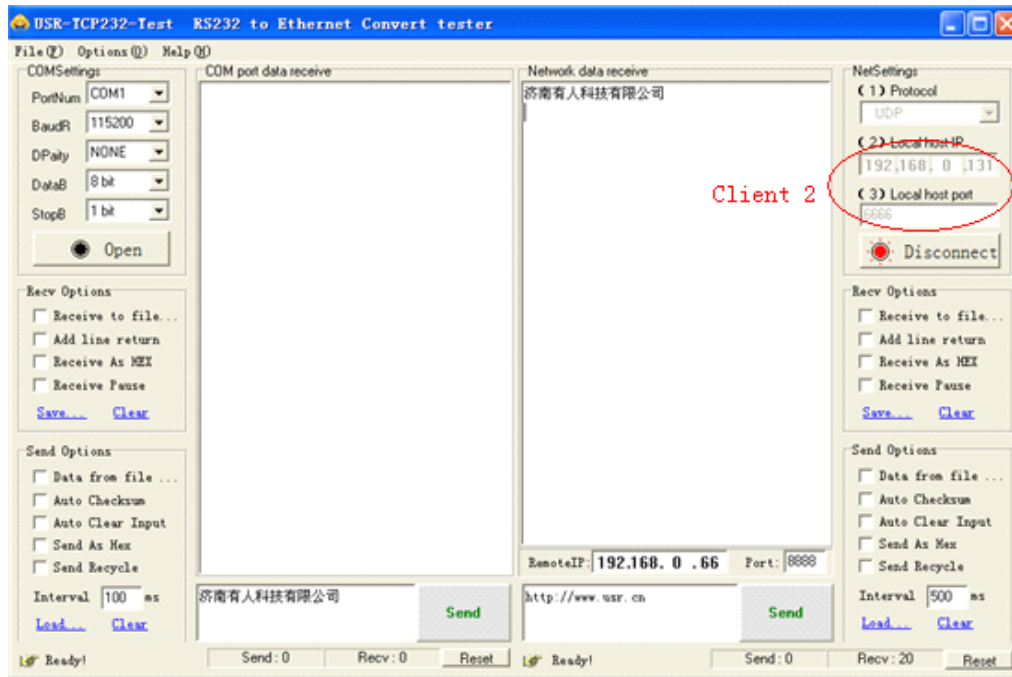 USR-TCP232-Test RS232 to Ethernet Convert tester
File(F) Options(O) Help(H)
COMSettings
PortNum COM1
BaudR 115200
DPaity NONE
DataB 8 bit
StopB 1 bit
Open
Recv Options
Receive to file...
Add line return
Receive As HEX
Receive Pause
Save... Clear
Send Options
Data from file ...
Auto Checksum
Auto Clear Input
Send As Hex
Send Recycle
Interval 100 ms
Load... Clear
COM port data receive
济南有人科技有限公司
Send
Network data receive
济南有人科技有限公司
RemoteIP: 192.168. 0 .66 Port: 8888
http://www.usr.cn
Send
Client 2
NetSettings
( 1 ) Protocol
UDP
( 2 ) Local host IP
192.168. 0 .131
( 3 ) Local host port
6666
Disconnect
Recv Options
Receive to file...
Add line return
Receive As HEX
Receive Pause
Save... Clear
Send Options
Data from file ...
Auto Checksum
Auto Clear Input
Send As Hex
Send Recycle
Interval 500 ms
Load... Clear
Ready! Send : 0 Recv : 0 Reset
Ready! Send : 0 Recv : 20 Reset